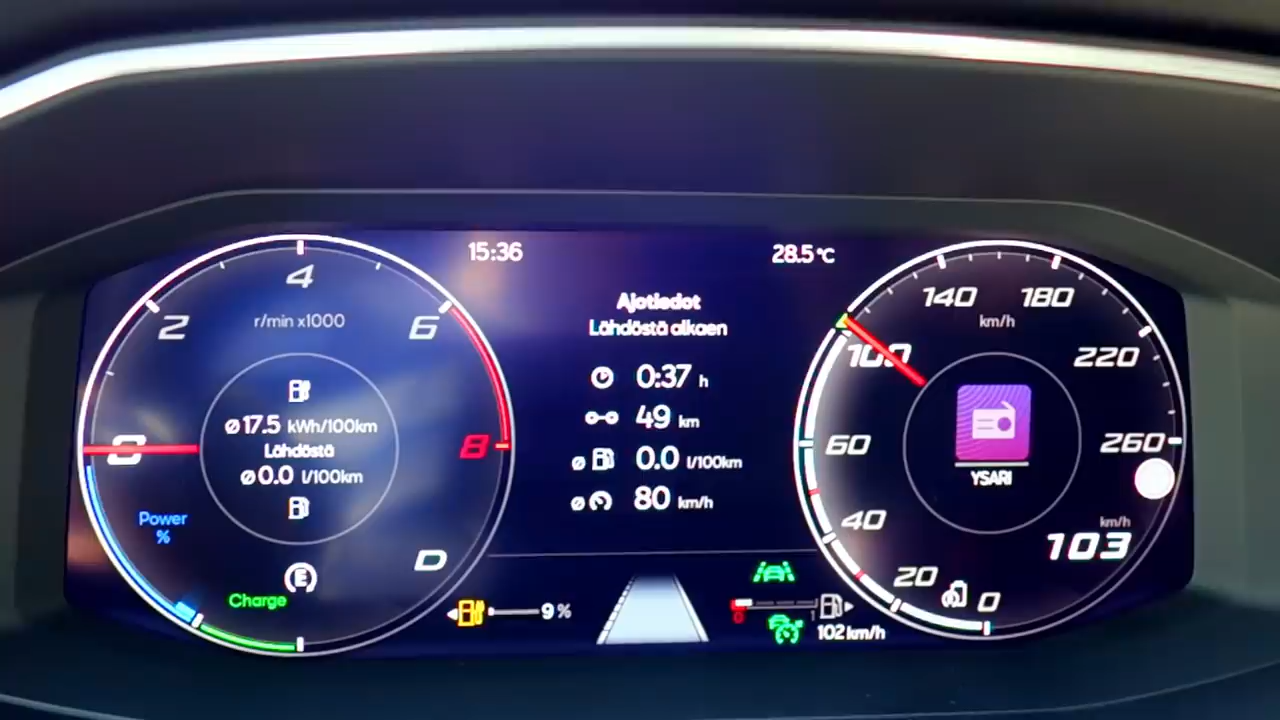 15:36
28.5°C
4
2
r/min x1000
6
0
8
ø17.5 kWh/100km
Lähdöstä
ø0.0 l/100km
Power
%
Charge
E
D
Ajotiedot
Lähdöstä alkaen
0:37 h
49 km
ø 0.0 l/100km
ø 80 km/h
9 %
0
1
102 km/h
140
180
km/h
100
220
60
260
YSARI
40
km/h
103
20
0